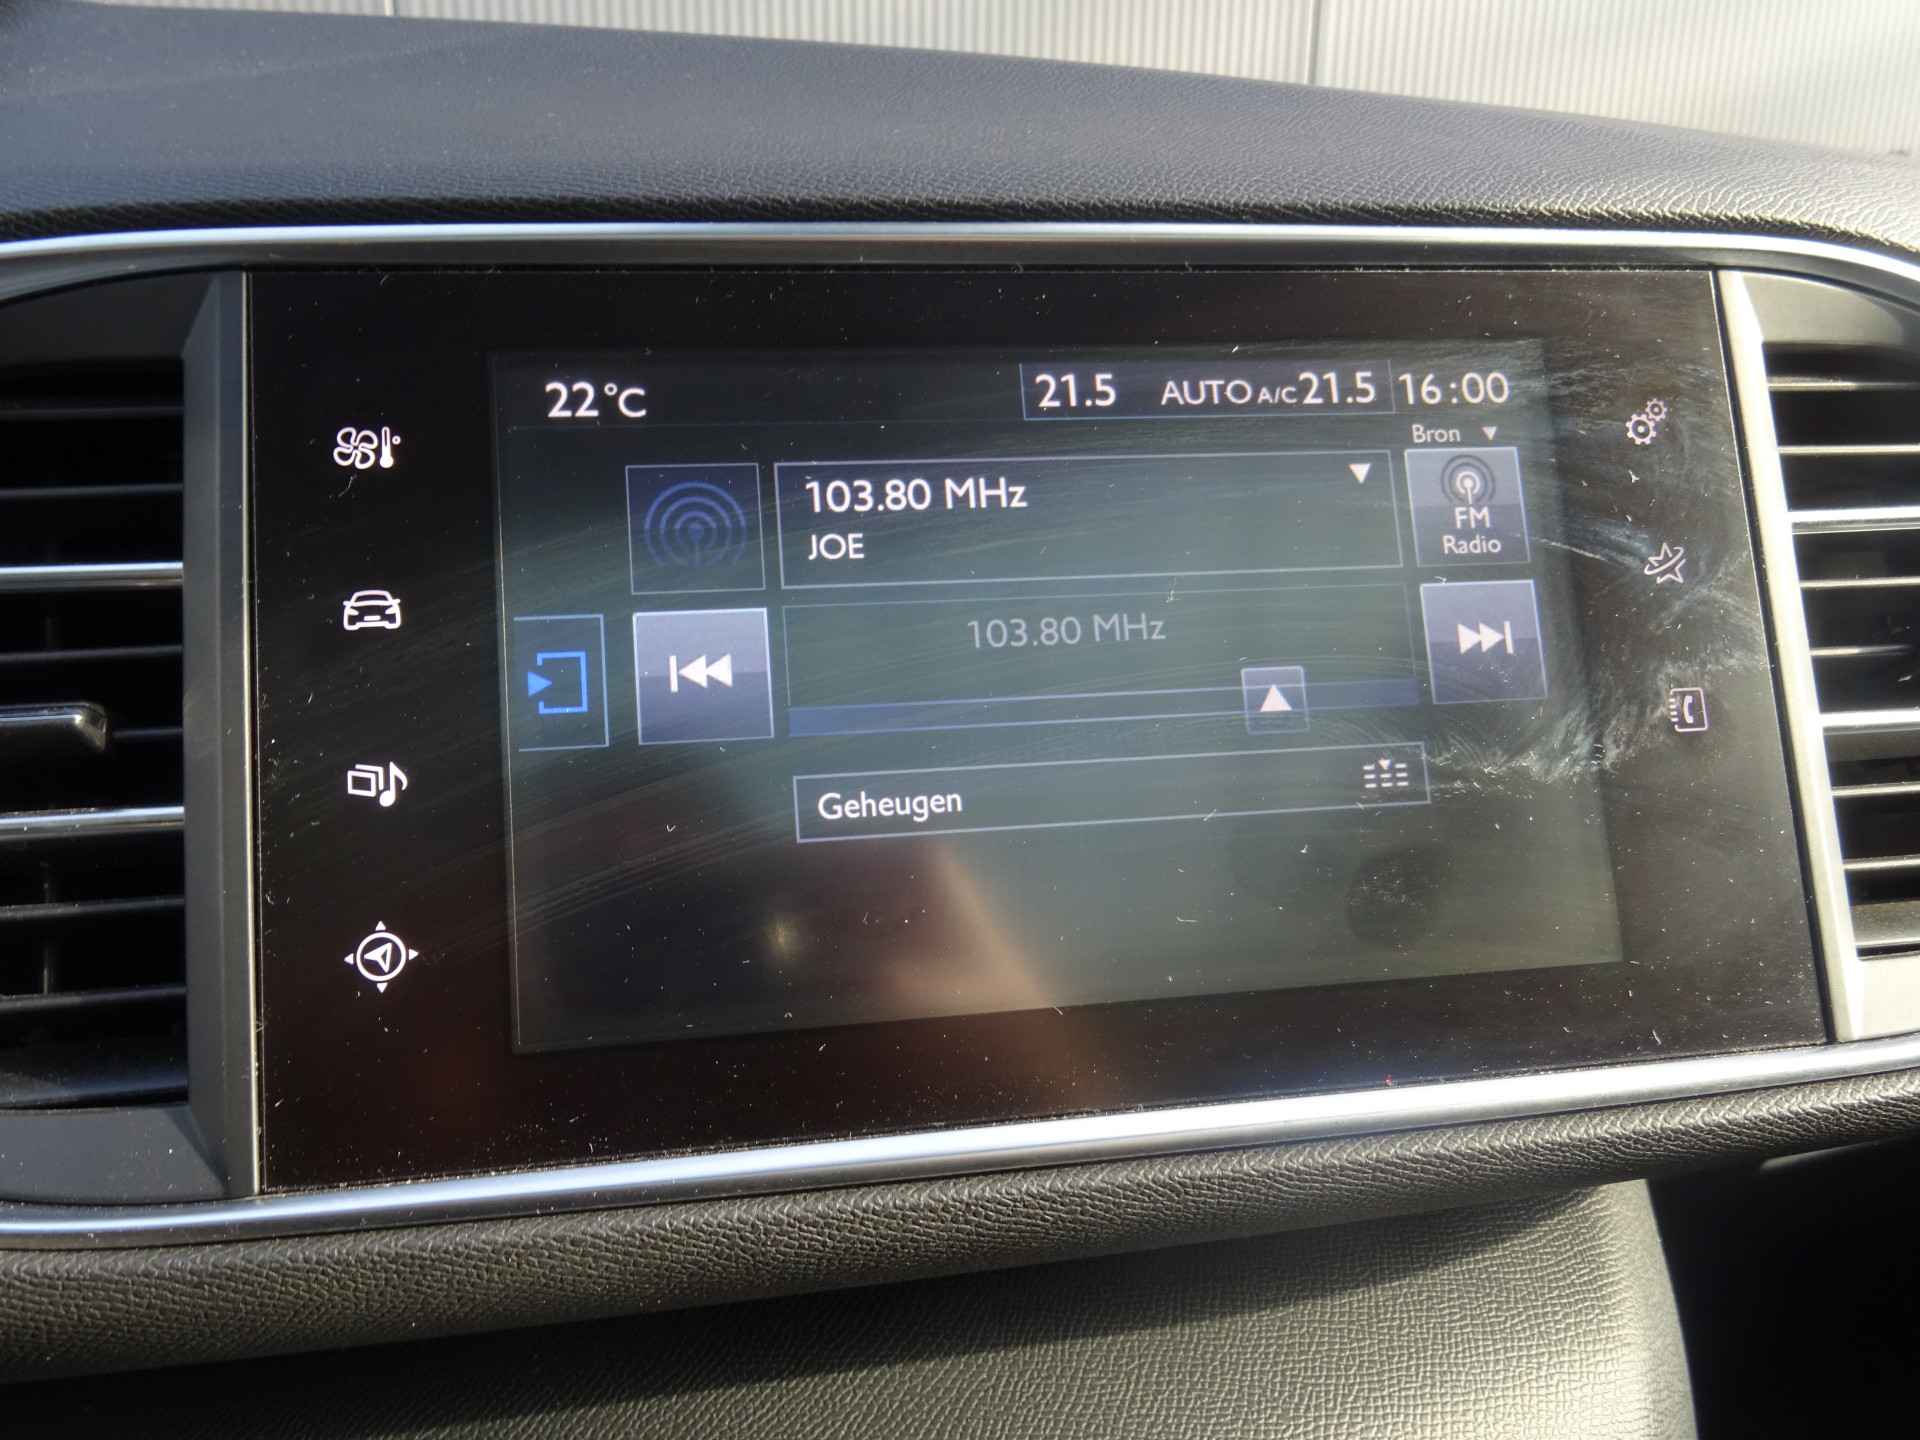 22°C 21.5 AUTO A/C 21.5 16:00
Bron
103.80 MHz
JOE
FM
Radio
103.80 MHz
Geheugen